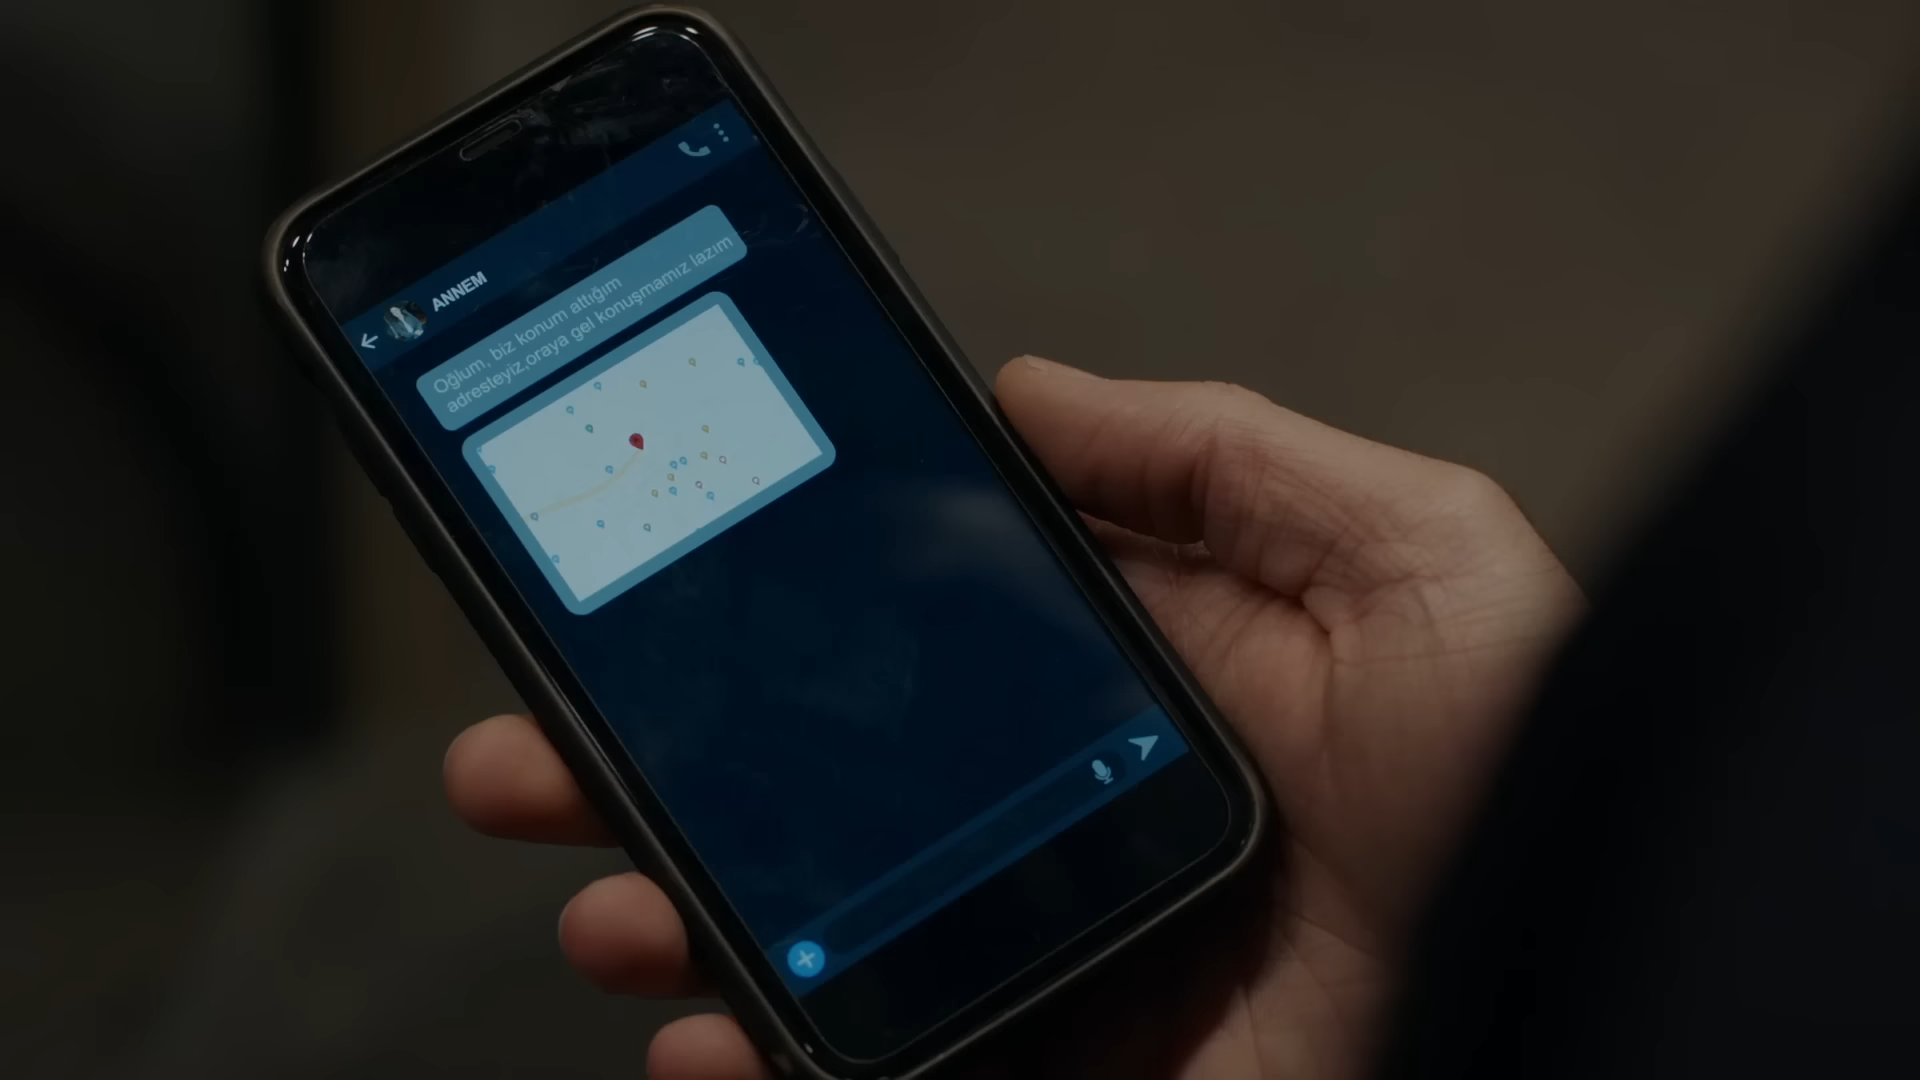 ANNEM
Oğlum, biz konum attığım
adresteyiz,oraya gel konuşmamız lazım